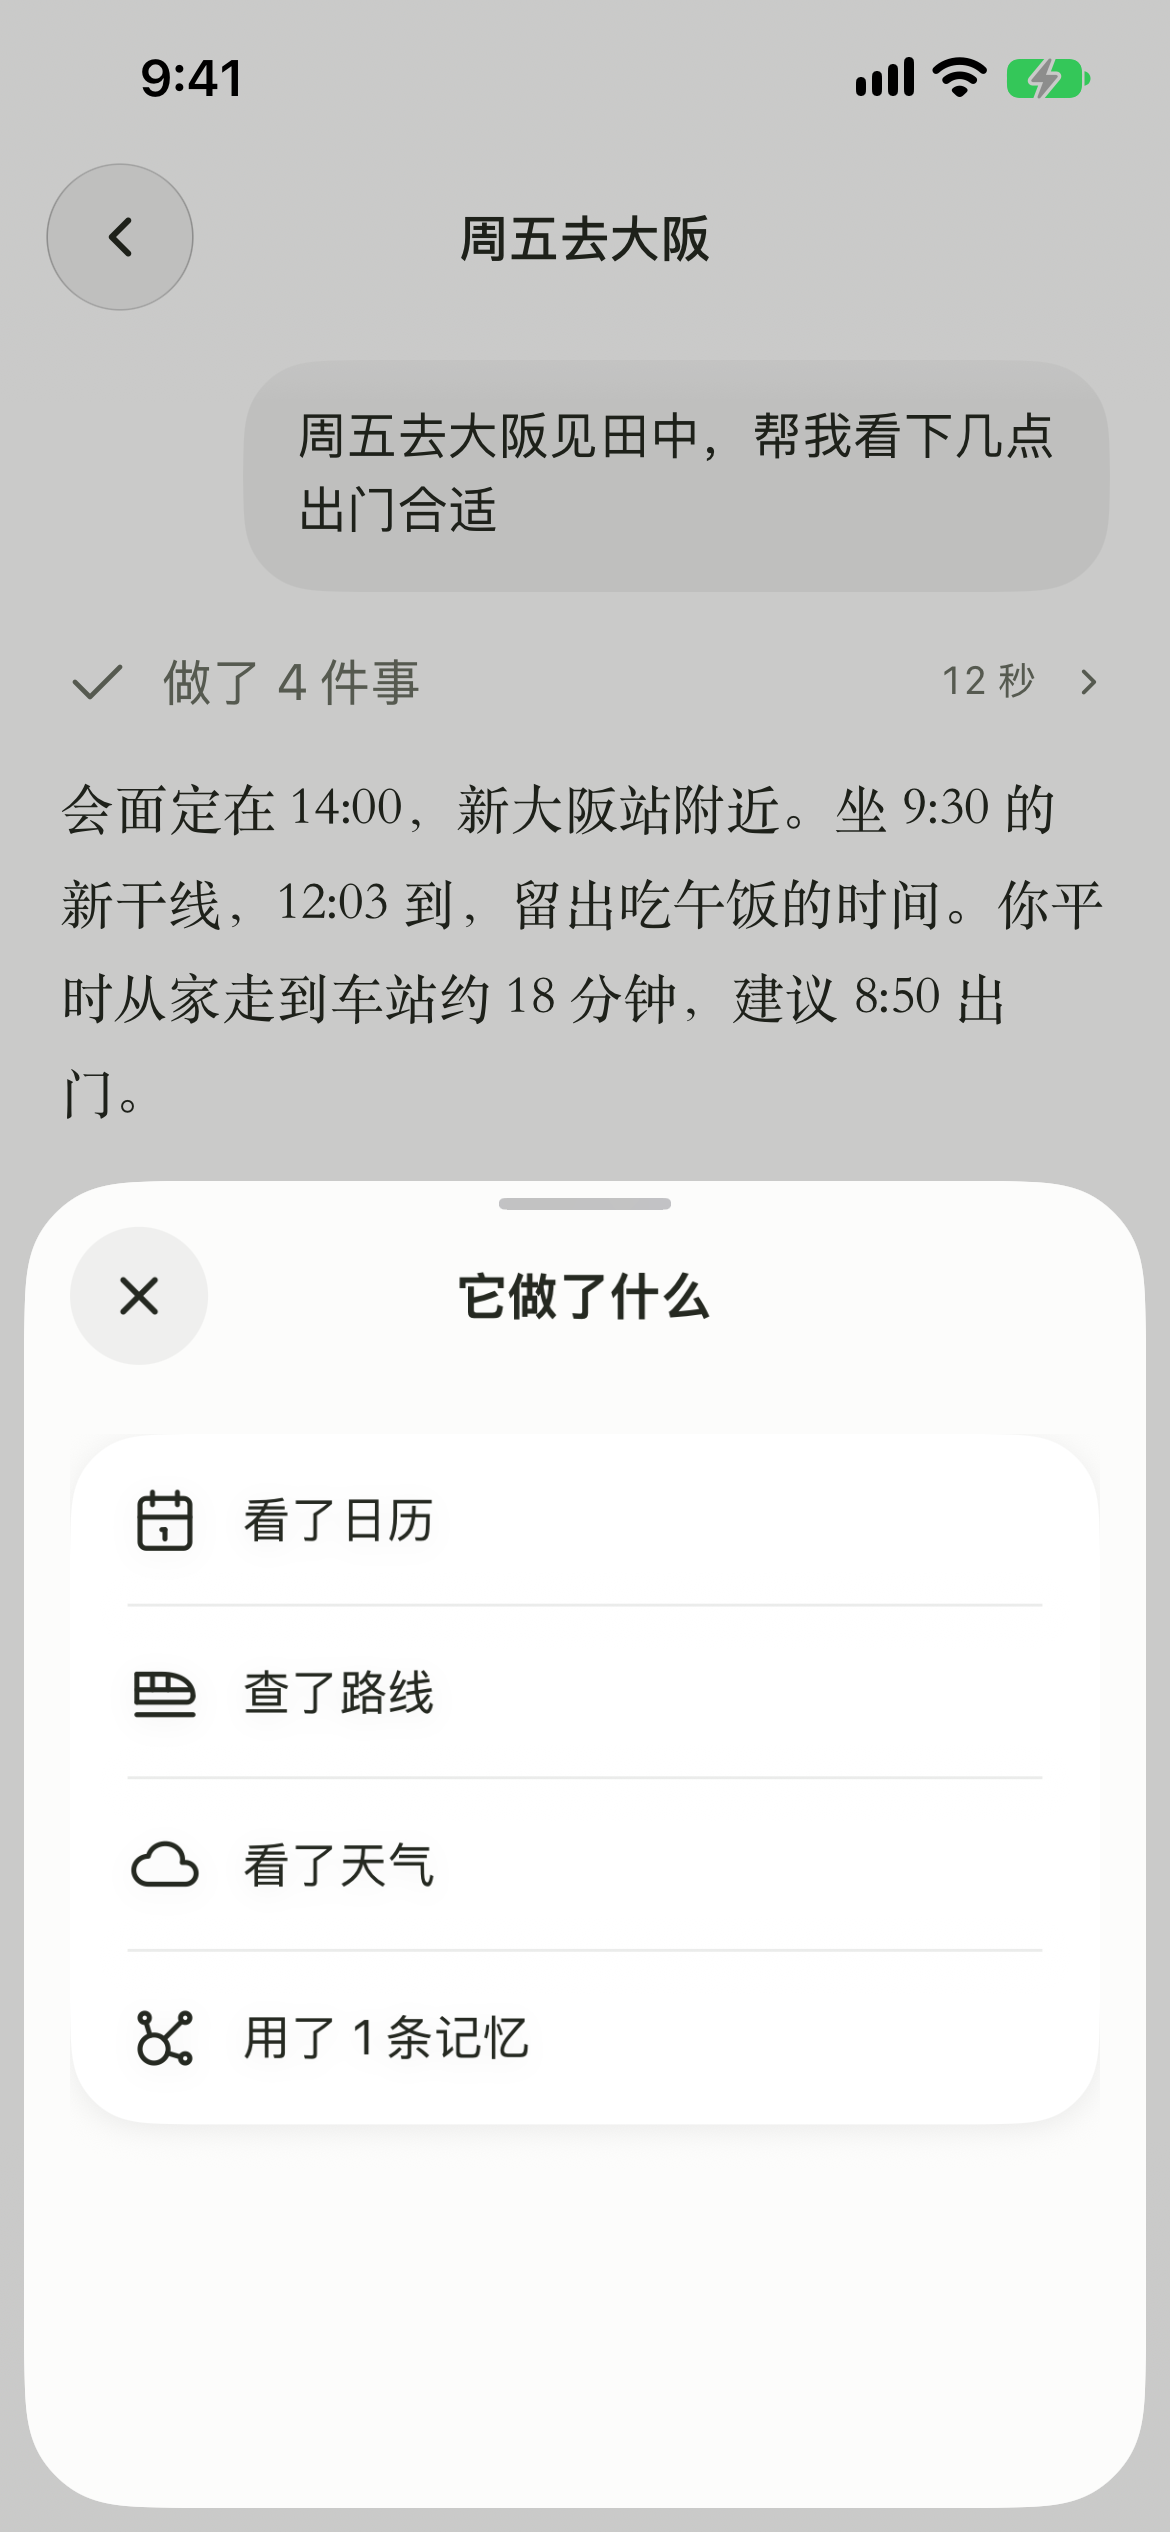 9:41
周五去大阪
周五去大阪见田中，帮我看下几点
出门合适
做了 4 件事
12 秒
会面定在 14:00，新大阪站附近。坐 9:30 的
新干线，12:03 到，留出吃午饭的时间。你平
时从家走到车站约 18 分钟，建议 8:50 出
门。
它做了什么
看了日历
查了路线
看了天气
用了 1 条记忆